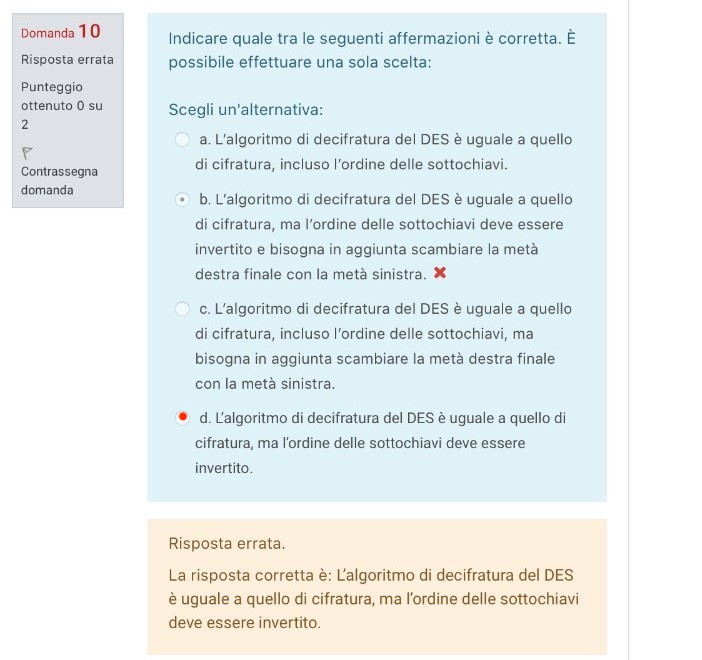 Domanda 10
Risposta errata
Punteggio
ottenuto 0 su
2
Contrassegna
domanda
Indicare quale tra le seguenti affermazioni è corretta. È
possibile effettuare una sola scelta:
Scegli un'alternativa:
a. L'algoritmo di decifratura del DES è uguale a quello
di cifratura, incluso l'ordine delle sottochiavi.
b. L'algoritmo di decifratura del DES è uguale a quello
di cifratura, ma l'ordine delle sottochiavi deve essere
invertito e bisogna in aggiunta scambiare la metà
destra finale con la metà sinistra.
c. L'algoritmo di decifratura del DES è uguale a quello
di cifratura, incluso l'ordine delle sottochiavi, ma
bisogna in aggiunta scambiare la metà destra finale
con la metà sinistra.
d. L'algoritmo di decifratura del DES è uguale a quello di
cifratura, ma l'ordine delle sottochiavi deve essere
invertito.
Risposta errata.
La risposta corretta è: L'algoritmo di decifratura del DES
è uguale a quello di cifratura, ma l'ordine delle sottochiavi
deve essere invertito.